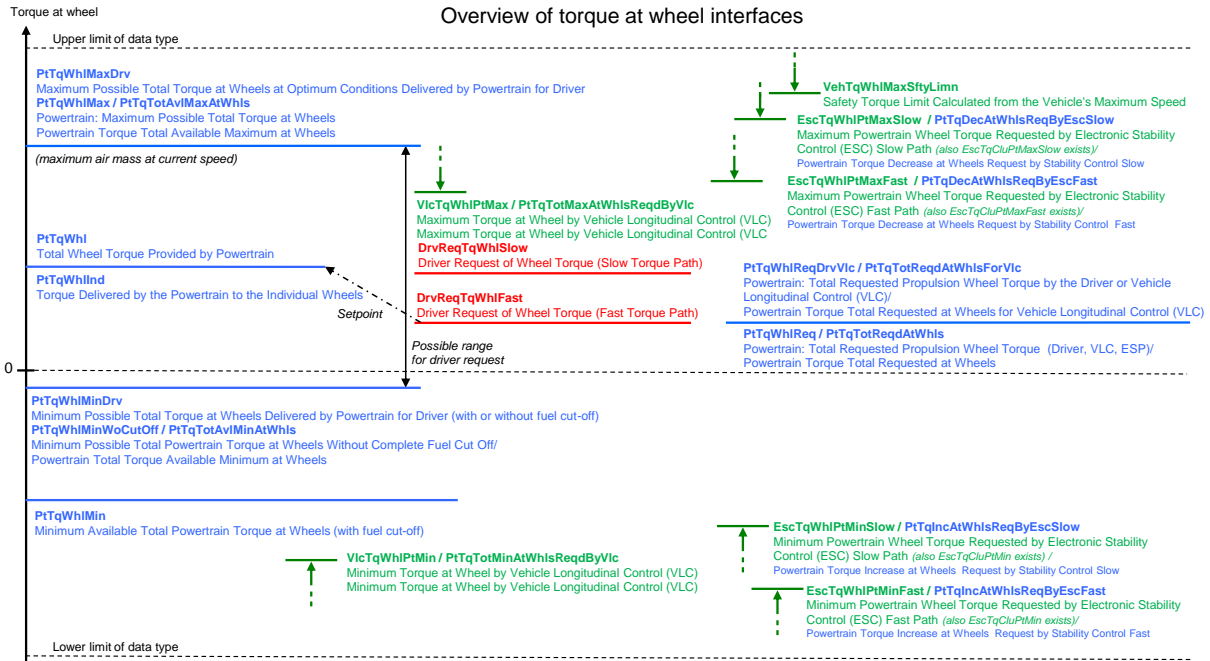 Torque at wheel
Overview of torque at wheel interfaces
Upper limit of data type
PtTqWhlMaxDrv
Maximum Possible Total Torque at Wheels at Optimum Conditions Delivered by Powertrain for Driver
PtTqWhlMax / PtTqTotAvlMaxAtWhls
Powertrain: Maximum Possible Total Torque at Wheels
Powertrain Torque Total Available Maximum at Wheels
(maximum air mass at current speed)
VehTqWhlMaxSftyLimn
Safety Torque Limit Calculated from the Vehicle's Maximum Speed
EscTqWhlPtMaxSlow / PtTqDecAtWhlsReqByEscSlow
Maximum Powertrain Wheel Torque Requested by Electronic Stability
Control (ESC) Slow Path (also EscTqCluPtMaxSlow exists)/
Powertrain Torque Decrease at Wheels Request by Stability Control Slow
EscTqWhlPtMaxFast / PtTqDecAtWhlsReqByEscFast
Maximum Powertrain Wheel Torque Requested by Electronic Stability
Control (ESC) Fast Path (also EscTqCluPtMaxFast exists)/
Powertrain Torque Decrease at Wheels Request by Stability Control Fast
VlcTqWhlPtMax / PtTqTotMaxAtWhlsReqdByVlc
Maximum Torque at Wheel by Vehicle Longitudinal Control (VLC)
Maximum Torque at Wheel by Vehicle Longitudinal Control (VLC
DrvReqTqWhlSlow
Driver Request of Wheel Torque (Slow Torque Path)
PtTqWhl
Total Wheel Torque Provided by Powertrain
PtTqWhlInd
Torque Delivered by the Powertrain to the Individual Wheels
Setpoint
DrvReqTqWhlFast
Driver Request of Wheel Torque (Fast Torque Path)
Possible range
for driver request
PtTqWhlReqDrvVlc / PtTqTotReqdAtWhlsForVlc
Powertrain: Total Requested Propulsion Wheel Torque by the Driver or Vehicle
Longitudinal Control (VLC)/
Powertrain Torque Total Requested at Wheels for Vehicle Longitudinal Control (VLC)
PtTqWhlReq / PtTqTotReqdAtWhls
Powertrain: Total Requested Propulsion Wheel Torque (Driver, VLC, ESP)/
Powertrain Torque Total Requested at Wheels
0
PtTqWhlMinDrv
Minimum Possible Total Torque at Wheels Delivered by Powertrain for Driver (with or without fuel cut-off)
PtTqWhlMinWoCutOff / PtTqTotAvlMinAtWhls
Minimum Possible Total Powertrain Torque at Wheels Without Complete Fuel Cut Off/
Powertrain Total Torque Available Minimum at Wheels
PtTqWhlMin
Minimum Available Total Powertrain Torque at Wheels (with fuel cut-off)
VlcTqWhlPtMin / PtTqTotMinAtWhlsReqdByVlc
Minimum Torque at Wheel by Vehicle Longitudinal Control (VLC)
Minimum Torque at Wheel by Vehicle Longitudinal Control (VLC)
EscTqWhlPtMinSlow / PtTqIncAtWhlsReqByEscSlow
Minimum Powertrain Wheel Torque Requested by Electronic Stability
Control (ESC) Slow Path (also EscTqCluPtMin exists) /
Powertrain Torque Increase at Wheels Request by Stability Control Slow
EscTqWhlPtMinFast / PtTqIncAtWhlsReqByEscFast
Minimum Powertrain Wheel Torque Requested by Electronic Stability
Control (ESC) Fast Path (also EscTqCluPtMin exists)/
Powertrain Torque Increase at Wheels Request by Stability Control Fast
Lower limit of data type